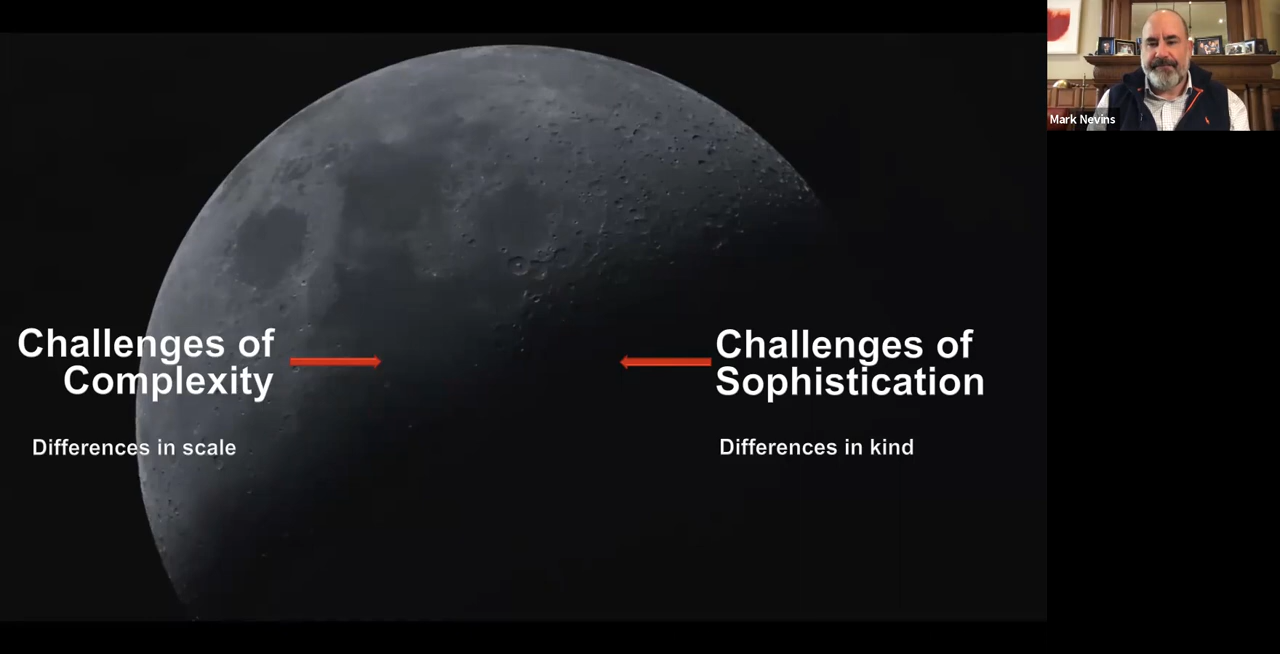 Challenges of
Complexity
Differences in scale
Challenges of
Sophistication
Differences in kind
Mark Nevins